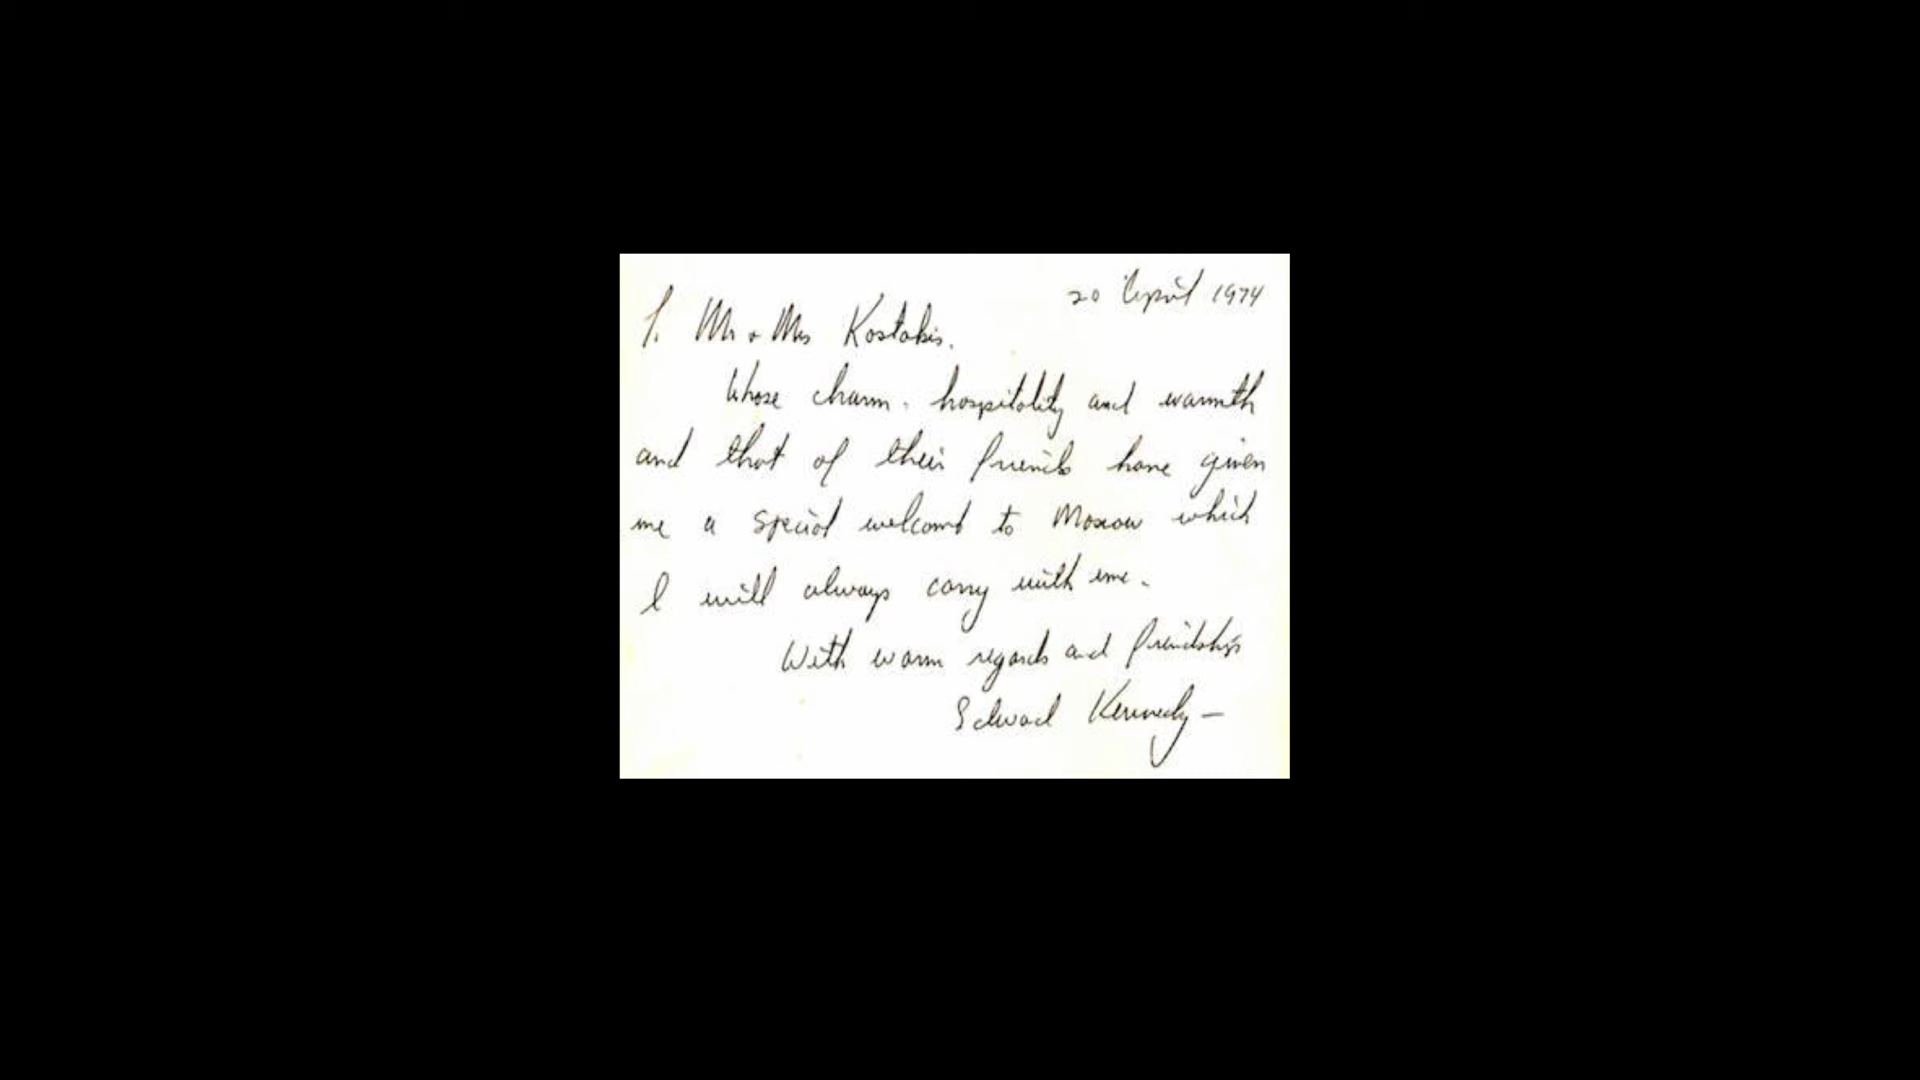 20 April 1974
To Mr + Mrs Kostakis.
Whose charm, hospitality and warmth
and that of their friends have given
me a special welcome to Moscow which
I will always carry with me.
With warm regards and friendship
Edward Kennedy -